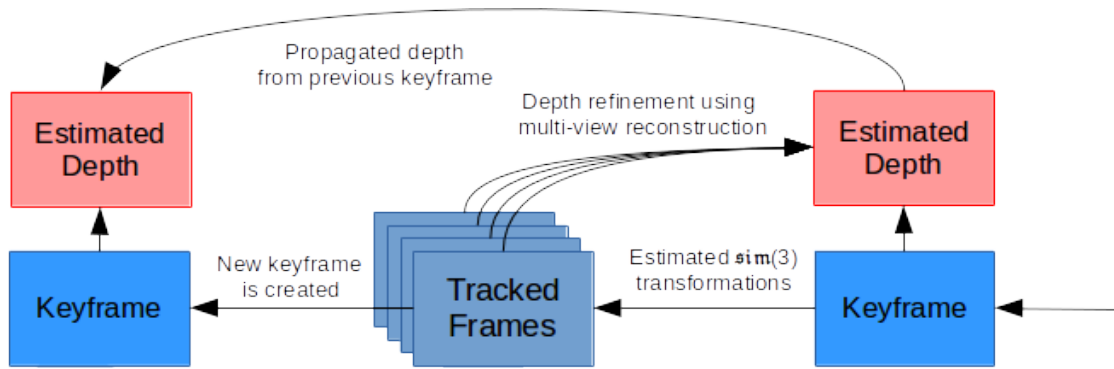 Propagated depth
from previous keyframe
Depth refinement using
multi-view reconstruction
Estimated
Depth
Estimated
Depth
New keyframe
is created
Estimated 𝔰𝔦𝔪(3)
transformations
Keyframe
Tracked
Frames
Keyframe